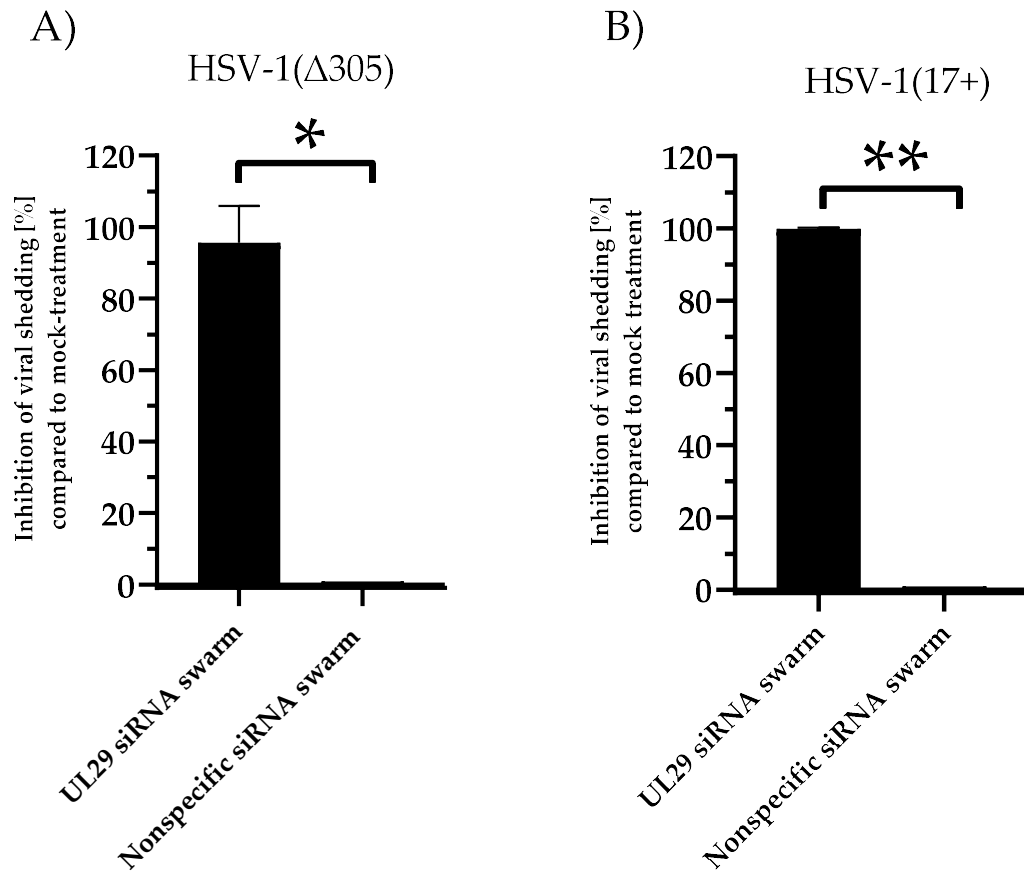 A)
HSV-1(Δ305)
*
120
100
80
60
40
20
0
Inhibition of viral shedding [%]
compared to mock-treatment
UL29 siRNA swarm
Nonspecific siRNA swarm
B)
HSV-1(17+)
**
120
100
80
60
40
20
0
Inhibition of viral shedding [%]
compared to mock treatment
UL29 siRNA swarm
Nonspecific siRNA swarm